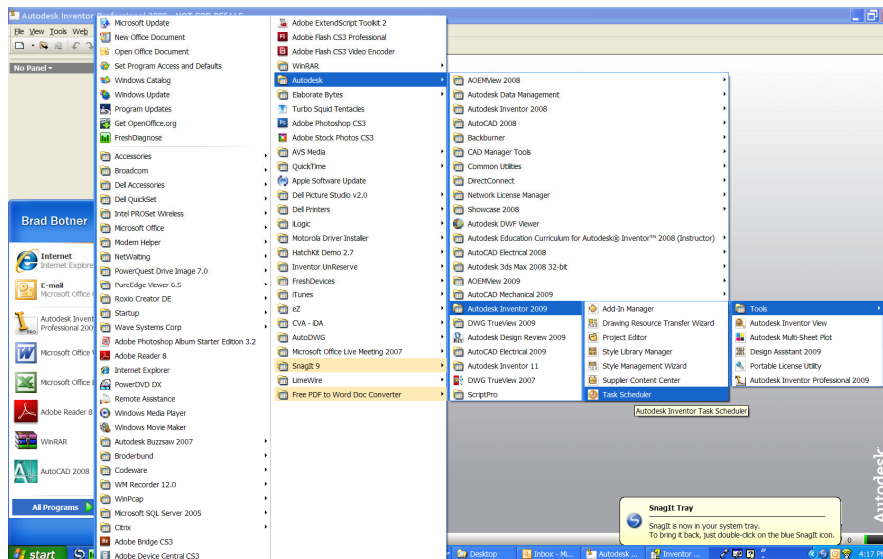 Autodesk Inventor Professional 2009 - NOT FOR RESALE
File View Tools Web
No Panel
Brad Botner
Internet
Internet Explore
E-mail
Microsoft Office
Autodesk Invent
Professional 200
Microsoft Office
Microsoft Office
Adobe Reader 8
WinRAR
AutoCAD 2008
All Programs
start
Microsoft Update
New Office Document
Open Office Document
Set Program Access and Defaults
Windows Catalog
Windows Update
Program Updates
Get OpenOffice.org
FreshDiagnose
Accessories
Broadcom
Dell Accessories
Dell QuickSet
Intel PROSet Wireless
Microsoft Office
Modem Helper
NetWaiting
PowerQuest Drive Image 7.0
PureEdge Viewer 6.5
Roxio Creator DE
Startup
Wave Systems Corp
Adobe Photoshop Album Starter Edition 3.2
Adobe Reader 8
Internet Explorer
PowerDVD DX
Remote Assistance
Windows Media Player
Windows Movie Maker
Autodesk Buzzsaw 2007
Broderbund
Codeware
WM Recorder 12.0
WinPcap
Microsoft SQL Server 2005
Citrix
Adobe Bridge CS3
Adobe Device Central CS3
Adobe ExtendScript Toolkit 2
Adobe Flash CS3 Professional
Adobe Flash CS3 Video Encoder
WinRAR
Autodesk
Elaborate Bytes
Turbo Squid Tentacles
Adobe Photoshop CS3
Adobe Stock Photos CS3
AVS Media
QuickTime
Apple Software Update
Dell Picture Studio v2.0
Dell Printers
iLogic
Motorola Driver Installer
HatchKit Demo 2.7
Inventor UnReserve
FreshDevices
iTunes
eZ
CVA - iDA
AutoDWG
Microsoft Office Live Meeting 2007
SnagIt 9
LimeWire
Free PDF to Word Doc Converter
AOEMView 2008
Autodesk Data Management
Autodesk Inventor 2008
AutoCAD 2008
Backburner
CAD Manager Tools
Common Utilities
DirectConnect
Network License Manager
Showcase 2008
Autodesk DWF Viewer
Autodesk Education Curriculum for Autodesk® Inventor™ 2008 (Instructor)
AutoCAD Electrical 2008
Autodesk 3ds Max 2008 32-bit
AOEMView 2009
AutoCAD Mechanical 2009
Autodesk Inventor 2009
DWG TrueView 2009
Autodesk Design Review 2009
AutoCAD Electrical 2009
Autodesk Inventor 11
DWG TrueView 2007
ScriptPro
Add-In Manager
Drawing Resource Transfer Wizard
Project Editor
Style Library Manager
Style Management Wizard
Supplier Content Center
Task Scheduler
Autodesk Inventor Task Scheduler
Tools
Autodesk Inventor View
Autodesk Multi-Sheet Plot
Design Assistant 2009
Portable License Utility
Autodesk Inventor Professional 2009
Autodesk
SnagIt Tray
SnagIt is now in your system tray.
To bring it back, just double-click on the blue SnagIt icon.
0
Desktop
Inbox - Mi...
Autodesk ...
Inventor ...
4:17 P